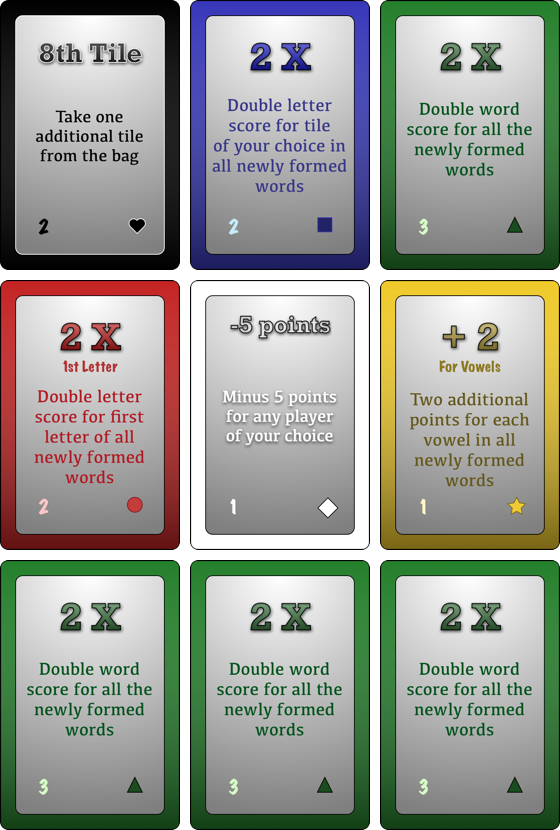 8th Tile
Take one
additional tile
from the bag
2
2 X
Double letter
score for tile
of your choice in
all newly formed
words
2
2 X
Double word
score for all the
newly formed
words
3
2 X
1st Letter
Double letter
score for first
letter of all
newly formed
words
2
-5 points
Minus 5 points
for any player
of your choice
1
+ 2
For Vowels
Two additional
points for each
vowel in all
newly formed
words
1
2 X
Double word
score for all the
newly formed
words
3
2 X
Double word
score for all the
newly formed
words
3
2 X
Double word
score for all the
newly formed
words
3